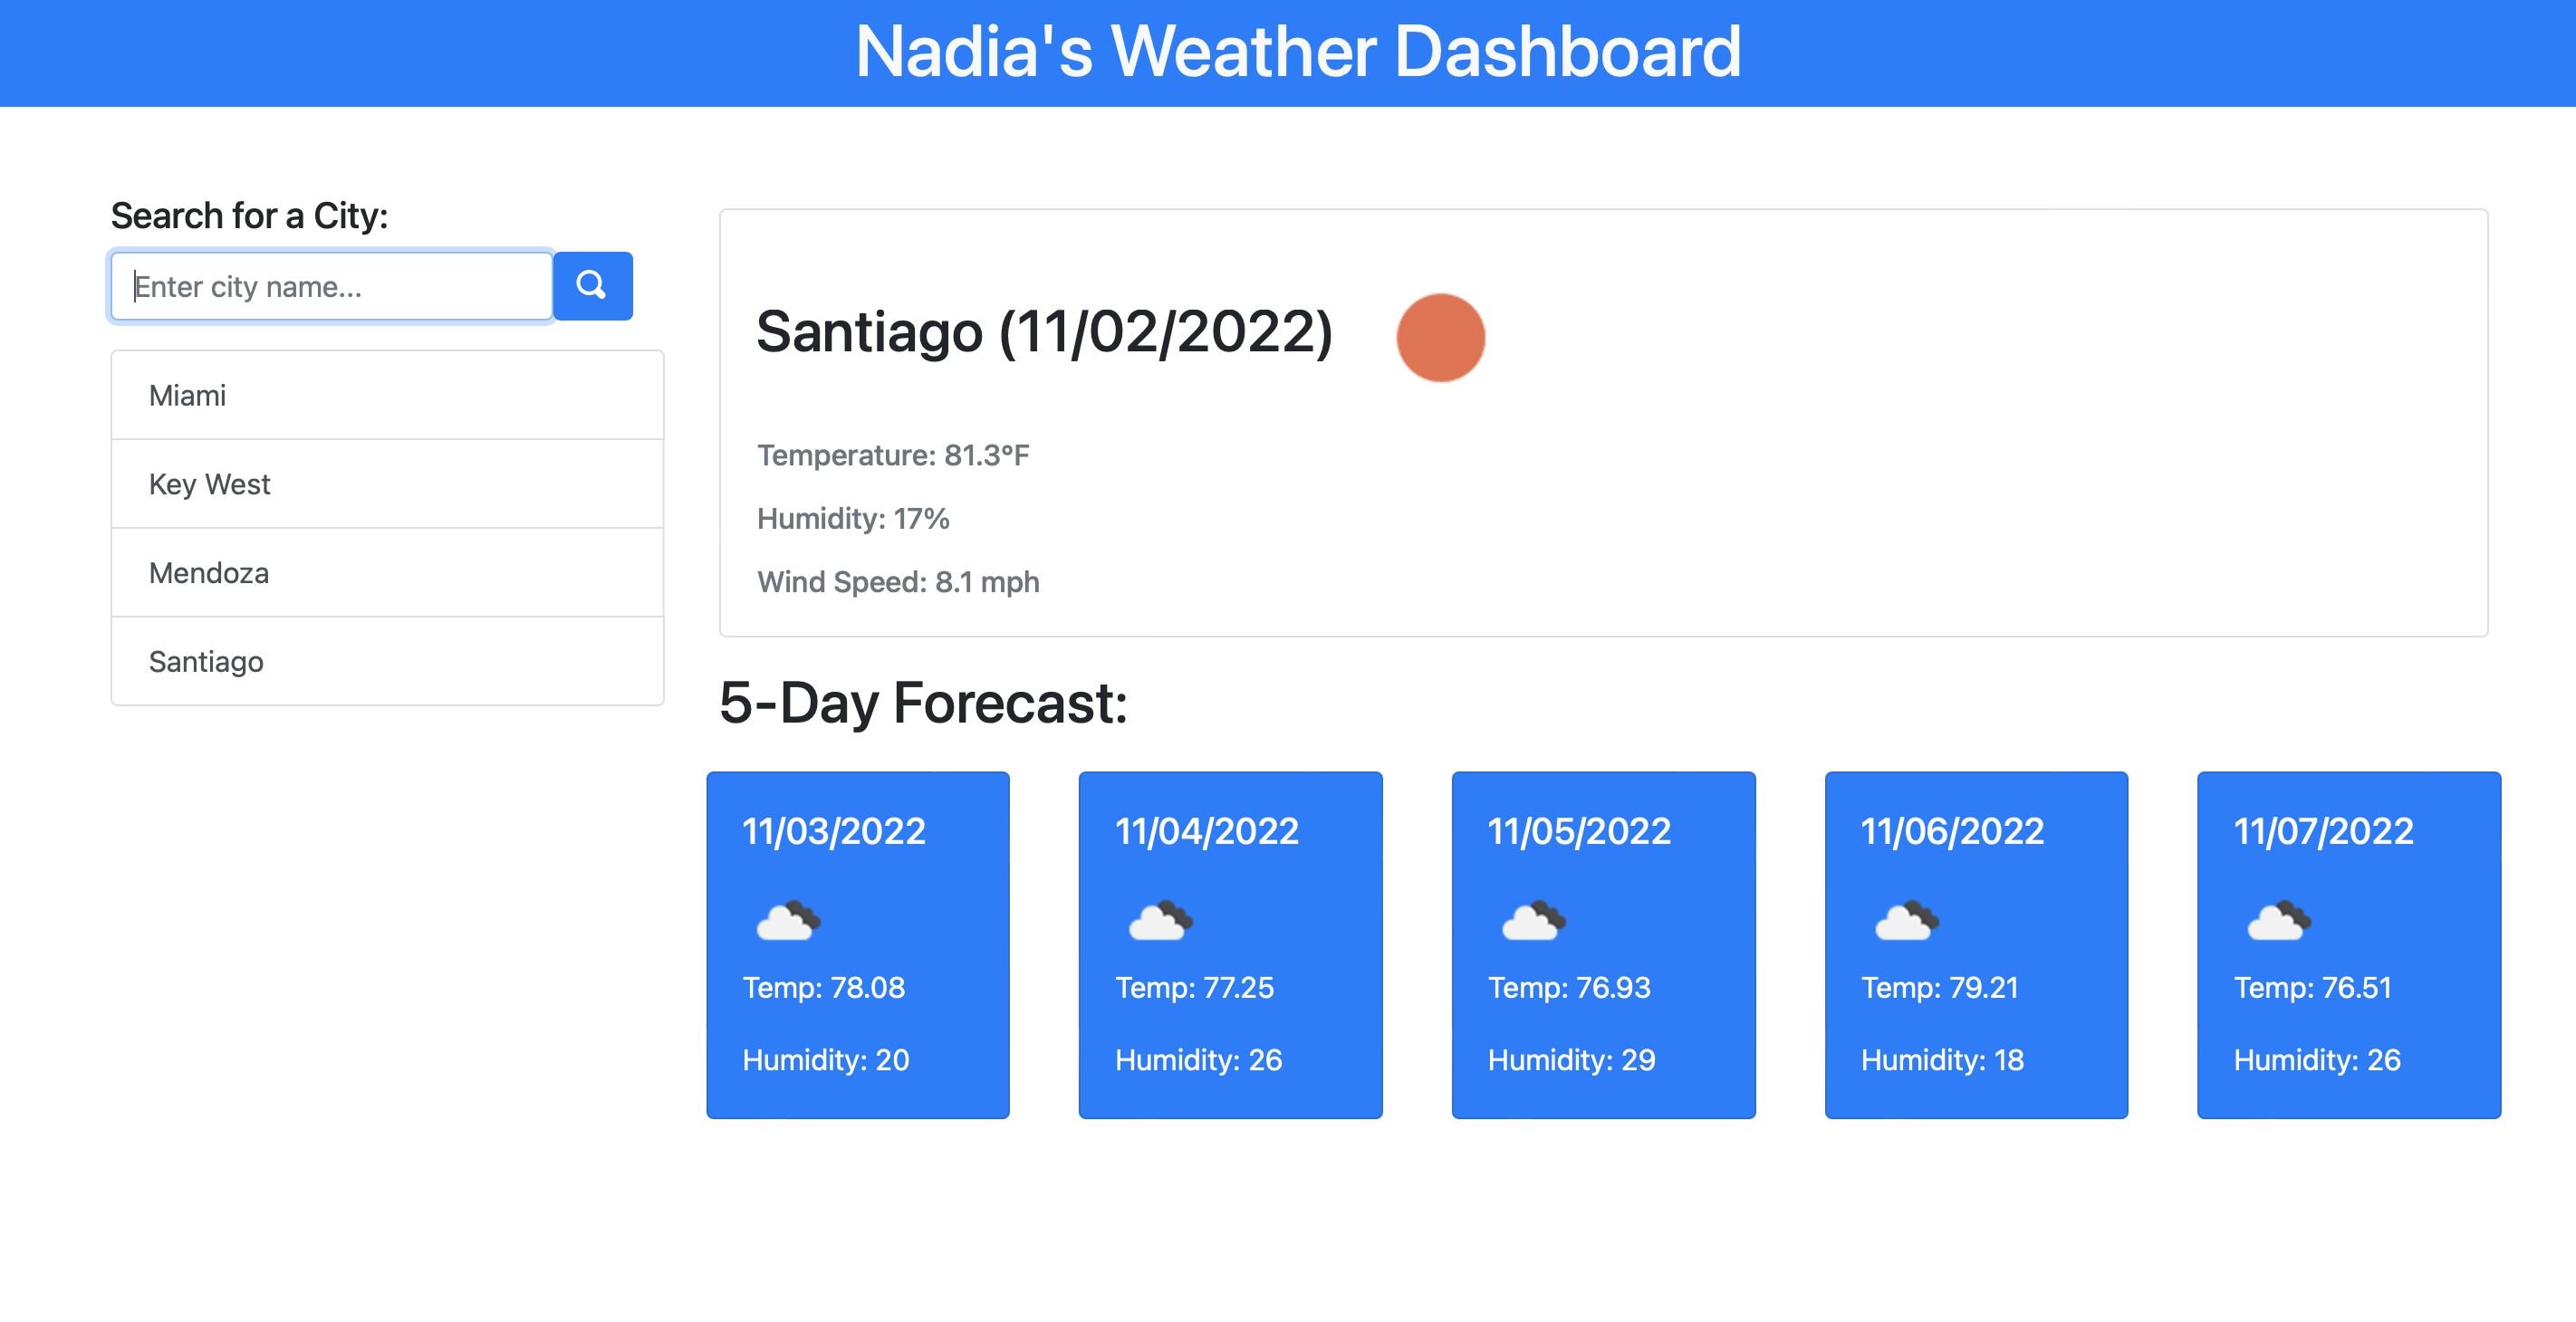 Nadia's Weather Dashboard
Search for a City:
Enter city name...
Miami
Key West
Mendoza
Santiago
Santiago (11/02/2022)
Temperature: 81.3°F
Humidity: 17%
Wind Speed: 8.1 mph
5-Day Forecast:
11/03/2022
Temp: 78.08
Humidity: 20
11/04/2022
Temp: 77.25
Humidity: 26
11/05/2022
Temp: 76.93
Humidity: 29
11/06/2022
Temp: 79.21
Humidity: 18
11/07/2022
Temp: 76.51
Humidity: 26